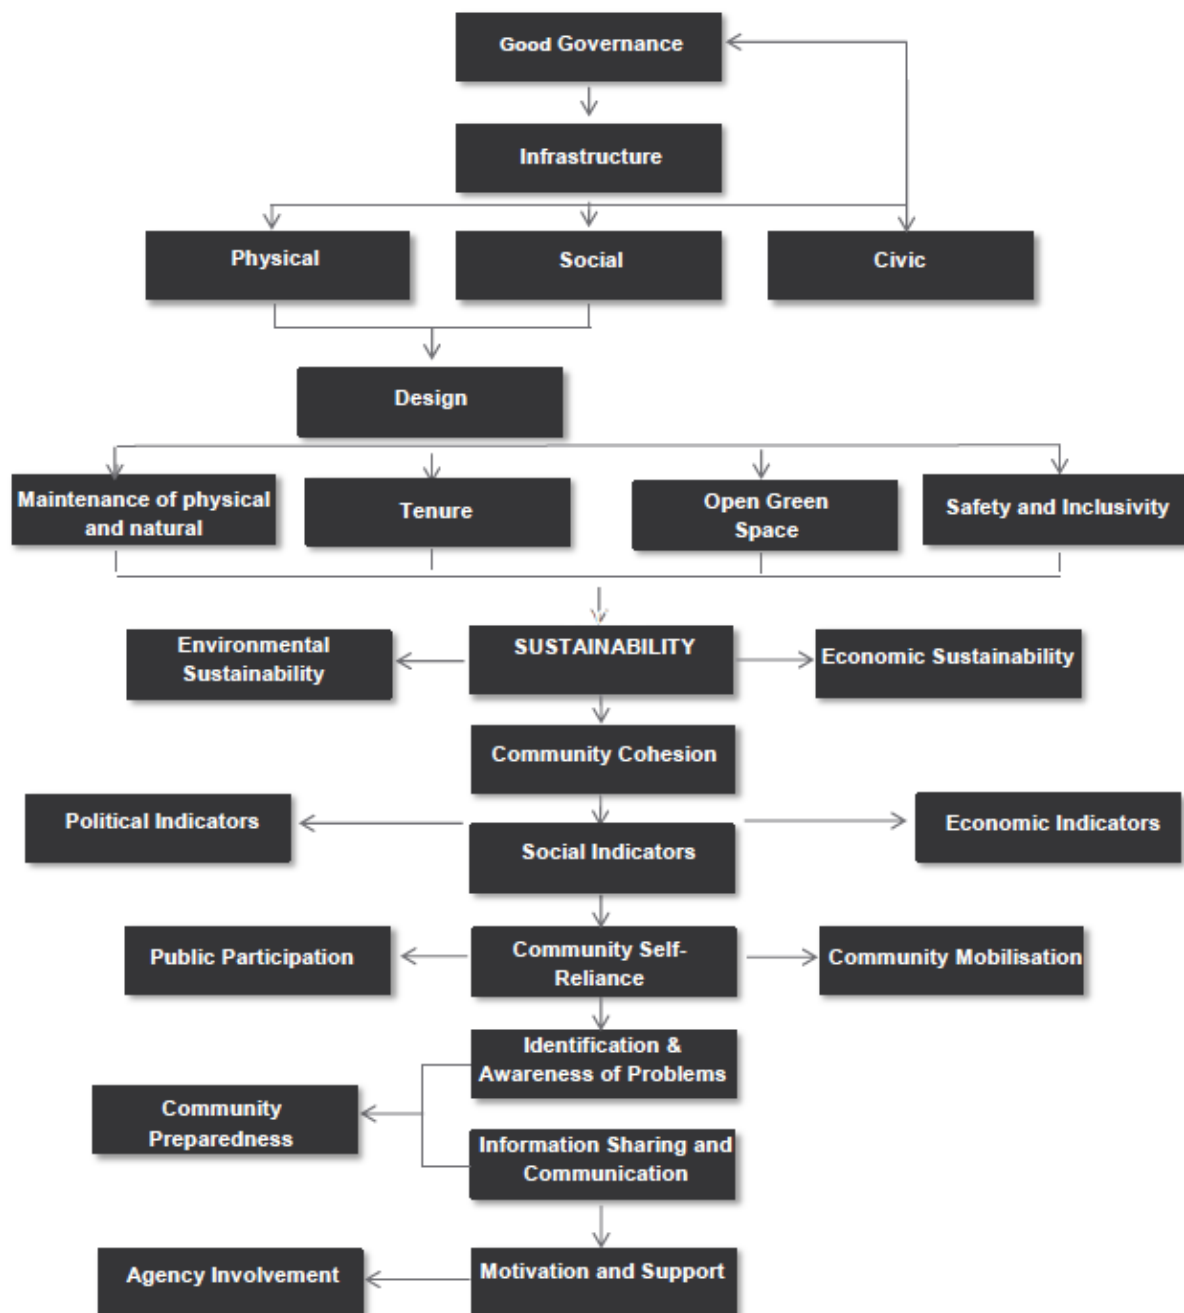 Good Governance
Infrastructure
Physical
Social
Civic
Design
Maintenance of physical
and natural
Tenure
Open Green
Space
Safety and Inclusivity
Environmental
Sustainability
SUSTAINABILITY
Economic Sustainability
Community Cohesion
Political Indicators
Social Indicators
Economic Indicators
Public Participation
Community Self-
Reliance
Community Mobilisation
Identification &
Awareness of Problems
Community
Preparedness
Information Sharing and
Communication
Agency Involvement
Motivation and Support